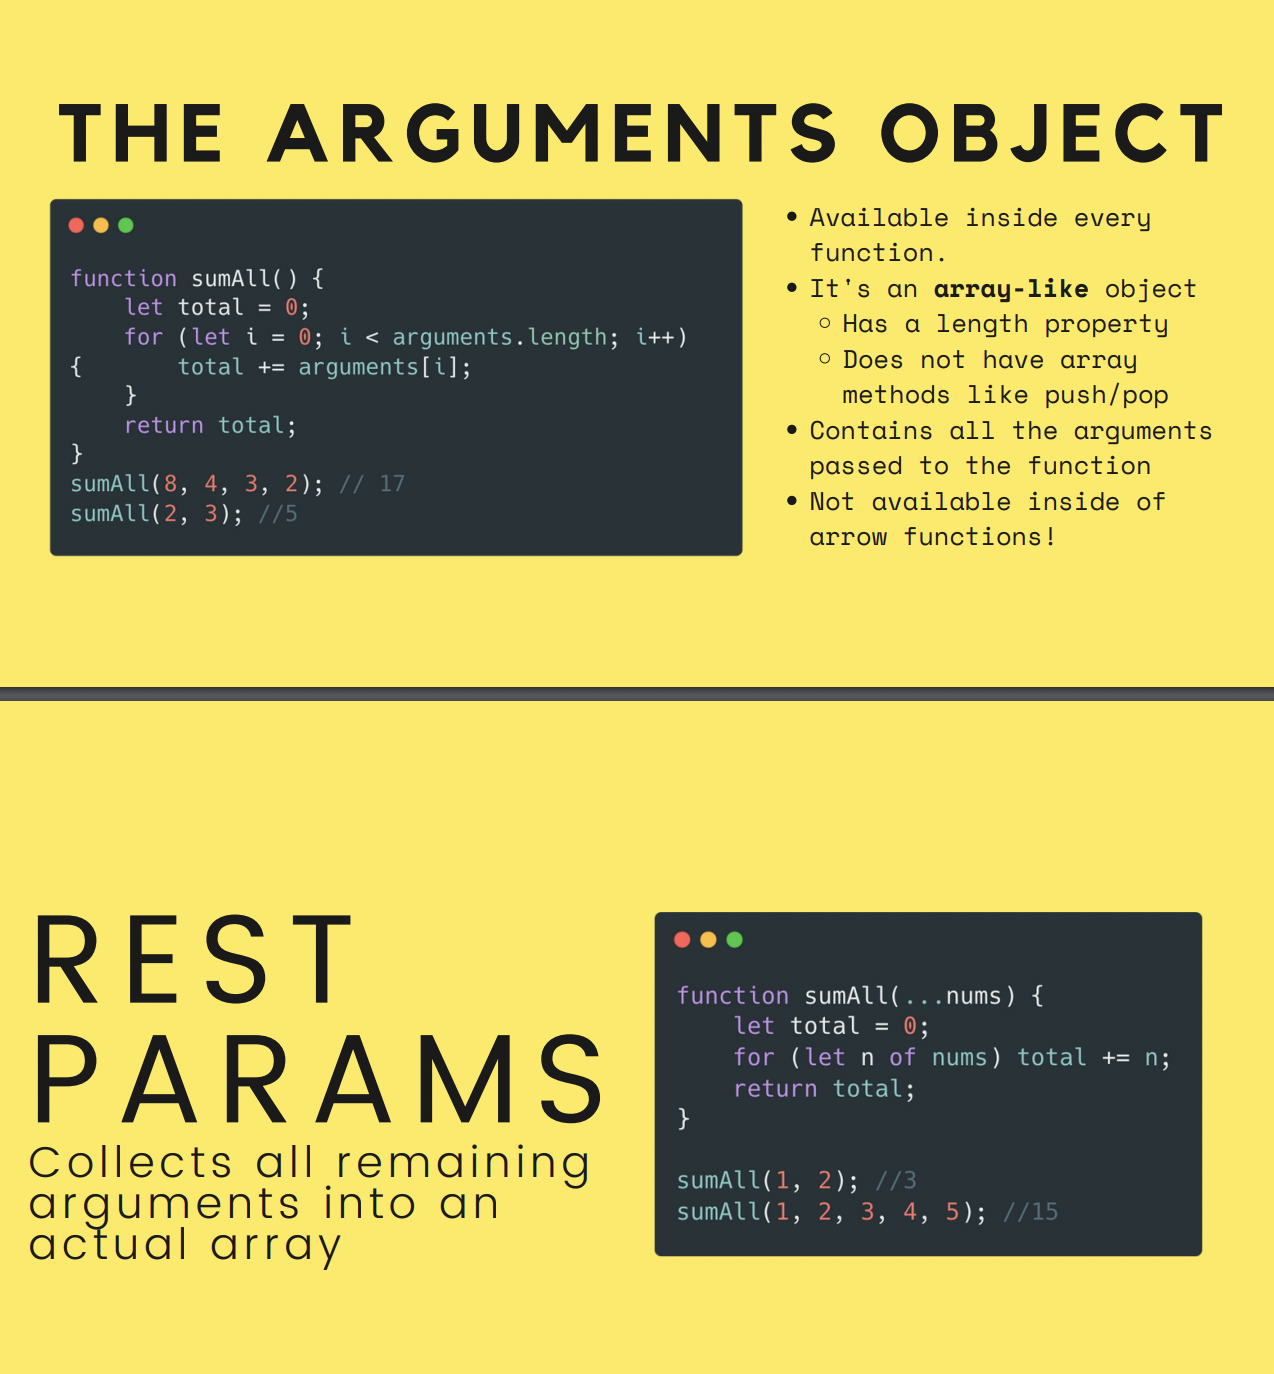 THE ARGUMENTS OBJECT
function sumAll() {
    let total = 0;
    for (let i = 0; i < arguments.length; i++)
{       total += arguments[i];
    }
    return total;
}
sumAll(8, 4, 3, 2); // 17
sumAll(2, 3); //5
• Available inside every
function.
• It's an array-like object
○ Has a length property
○ Does not have array
methods like push/pop
• Contains all the arguments
passed to the function
• Not available inside of
arrow functions!
REST
PARAMS
Collects all remaining
arguments into an
actual array
function sumAll(...nums) {
    let total = 0;
    for (let n of nums) total += n;
    return total;
}
sumAll(1, 2); //3
sumAll(1, 2, 3, 4, 5); //15